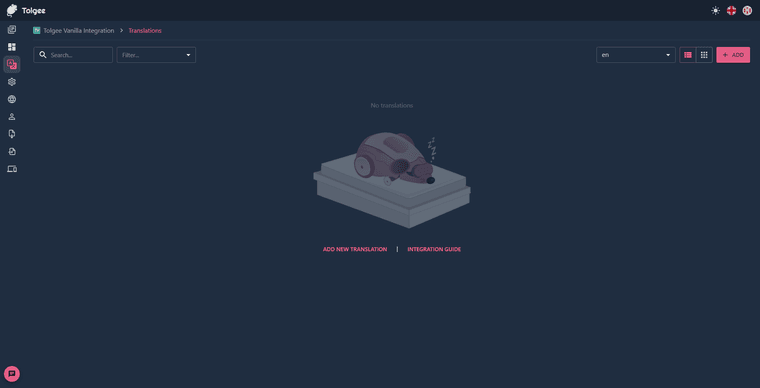 Tolgee
Tolgee Vanilla Integration > Translations
Search...
Filter...
en
+ ADD
No translations
ADD NEW TRANSLATION | INTEGRATION GUIDE